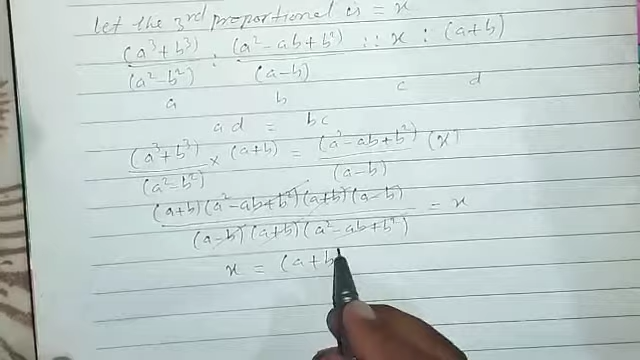 let the 3rd proportional is = x
(a³+b³)/(a²-b²) : (a²-ab+b²)/(a-b) :: x : (a+b)
a b c d
ad = bc
(a³+b³)/(a²-b²) × (a+b) = (a²-ab+b²)/(a-b) (x)
(a+b)(a²-ab+b²)(a+b)(a-b)/(a-b)(a+b)(a²-ab+b²) = x
x = (a+b